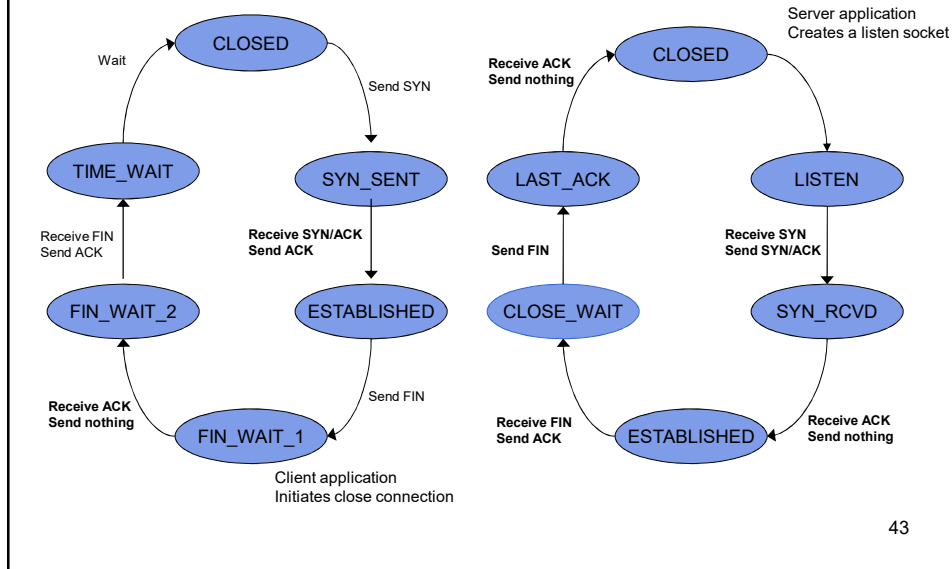 CLOSED
Wait
Send SYN
TIME_WAIT
SYN_SENT
Receive FIN
Send ACK
Receive SYN/ACK
Send ACK
FIN_WAIT_2
ESTABLISHED
Receive ACK
Send nothing
Send FIN
FIN_WAIT_1
Client application
Initiates close connection
Server application
Creates a listen socket
CLOSED
Receive ACK
Send nothing
LAST_ACK
LISTEN
Send FIN
Receive SYN
Send SYN/ACK
CLOSE_WAIT
SYN_RCVD
Receive FIN
Send ACK
Receive ACK
Send nothing
ESTABLISHED
43